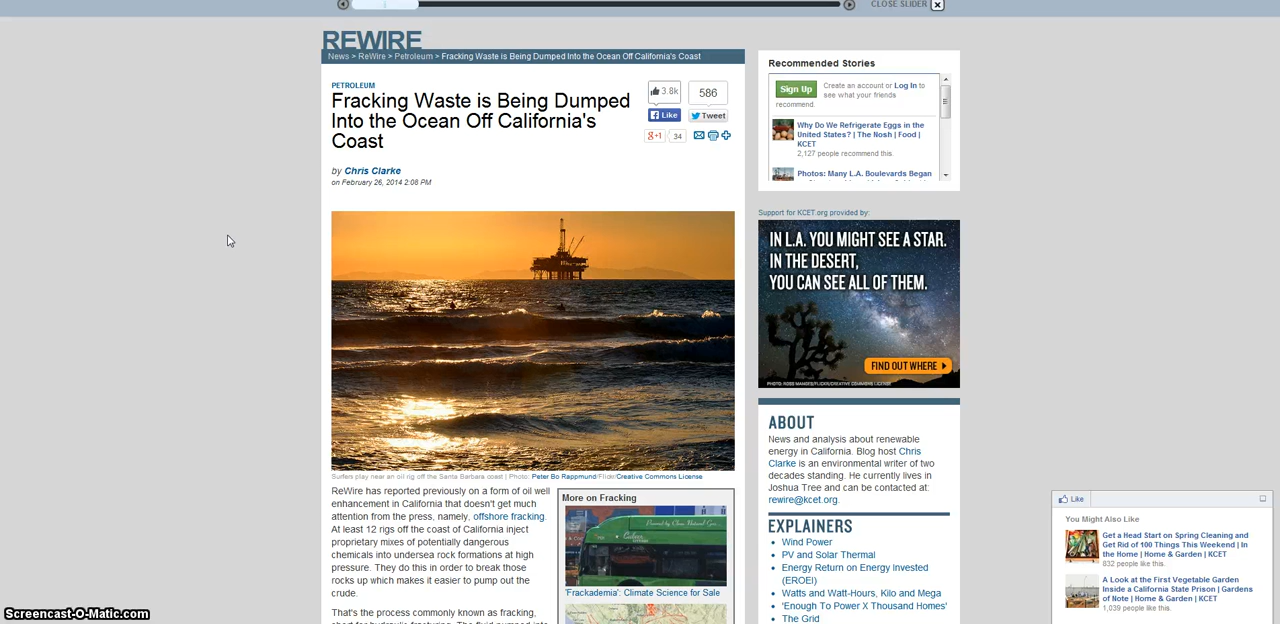 CLOSE SLIDER
REWIRE
News > ReWire > Petroleum > Fracking Waste is Being Dumped Into the Ocean Off California's Coast
PETROLEUM
Fracking Waste is Being Dumped
Into the Ocean Off California's
Coast
3.8k
586
Like
Tweet
g+1
34
by Chris Clarke
on February 26, 2014 2:08 PM
Surfers play near an oil rig off the Santa Barbara coast | Photo: Peter Bo Rappmund/Flickr/Creative Commons License
ReWire has reported previously on a form of oil well
enhancement in California that doesn't get much
attention from the press, namely, offshore fracking.
At least 12 rigs off the coast of California inject
proprietary mixes of potentially dangerous
chemicals into undersea rock formations at high
pressure. They do this in order to break those
rocks up which makes it easier to pump out the
crude.
That's the process commonly known as fracking,
More on Fracking
'Frackademia': Climate Science for Sale
Recommended Stories
Sign Up
Create an account or Log In to
see what your friends
recommend.
Why Do We Refrigerate Eggs in the
United States? | The Nosh | Food |
KCET
2,127 people recommend this.
Photos: Many L.A. Boulevards Began
Support for KCET.org provided by:
IN L.A. YOU MIGHT SEE A STAR.
IN THE DESERT,
YOU CAN SEE ALL OF THEM.
FIND OUT WHERE
ABOUT
News and analysis about renewable
energy in California. Blog host Chris
Clarke is an environmental writer of two
decades standing. He currently lives in
Joshua Tree and can be contacted at:
rewire@kcet.org.
EXPLAINERS
Wind Power
PV and Solar Thermal
Energy Return on Energy Invested
(EROEI)
Watts and Watt-Hours, Kilo and Mega
'Enough To Power X Thousand Homes'
The Grid
Like
You Might Also Like
Get a Head Start on Spring Cleaning and
Get Rid of 100 Things This Weekend | In
the Home | Home & Garden | KCET
832 people like this.
A Look at the First Vegetable Garden
Inside a California State Prison | Gardens
of Note | Home & Garden | KCET
1,039 people like this.
Screencast-O-Matic.com